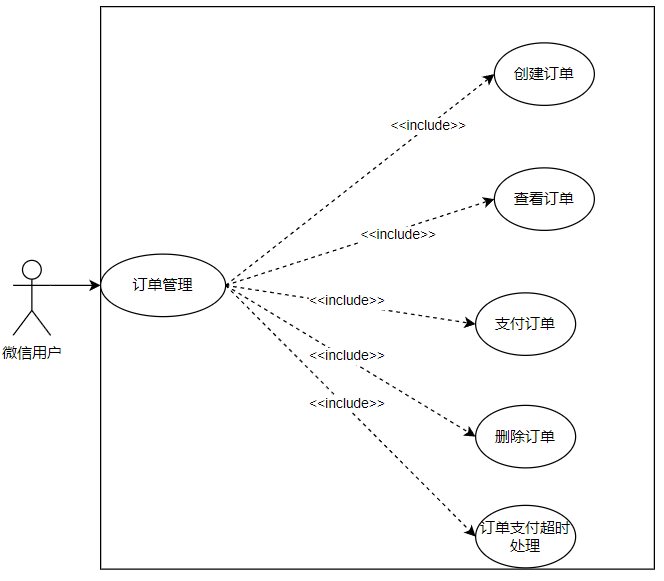 创建订单
<<include>>
查看订单
<<include>>
订单管理
<<include>>
支付订单
微信用户
<<include>>
<<include>>
删除订单
订单支付超时
处理